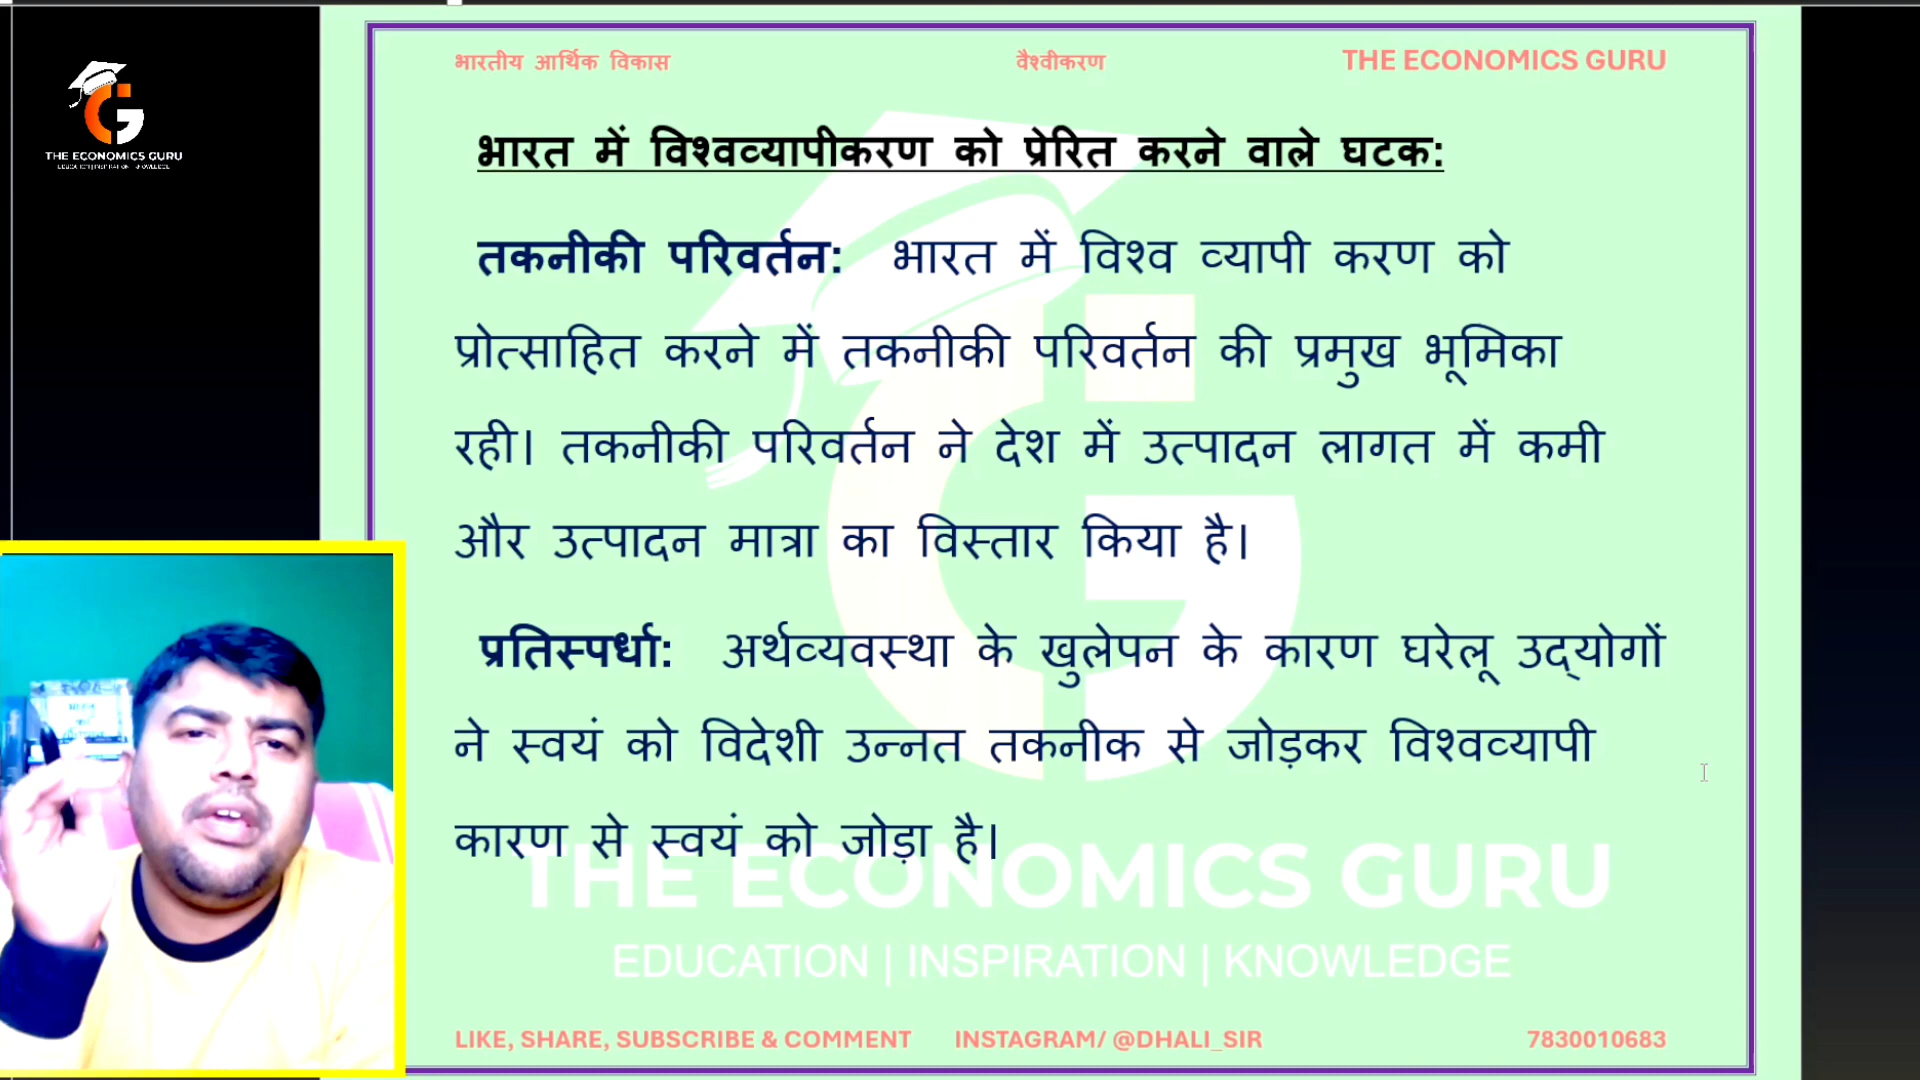 भारतीय आर्थिक विकास वैश्वीकरण THE ECONOMICS GURU
THE ECONOMICS GURU
भारत में विश्वव्यापीकरण को प्रेरित करने वाले घटक:
तकनीकी परिवर्तन: भारत में विश्व व्यापी करण को
प्रोत्साहित करने में तकनीकी परिवर्तन की प्रमुख भूमिका
रही। तकनीकी परिवर्तन ने देश में उत्पादन लागत में कमी
और उत्पादन मात्रा का विस्तार किया है।
प्रतिस्पर्धा: अर्थव्यवस्था के खुलेपन के कारण घरेलू उद्योगों
ने स्वयं को विदेशी उन्नत तकनीक से जोड़कर विश्वव्यापी
कारण से स्वयं को जोड़ा है।
THE ECONOMICS GURU
EDUCATION | INSPIRATION | KNOWLEDGE
LIKE, SHARE, SUBSCRIBE & COMMENT INSTAGRAM/ @DHALI_SIR 7830010683